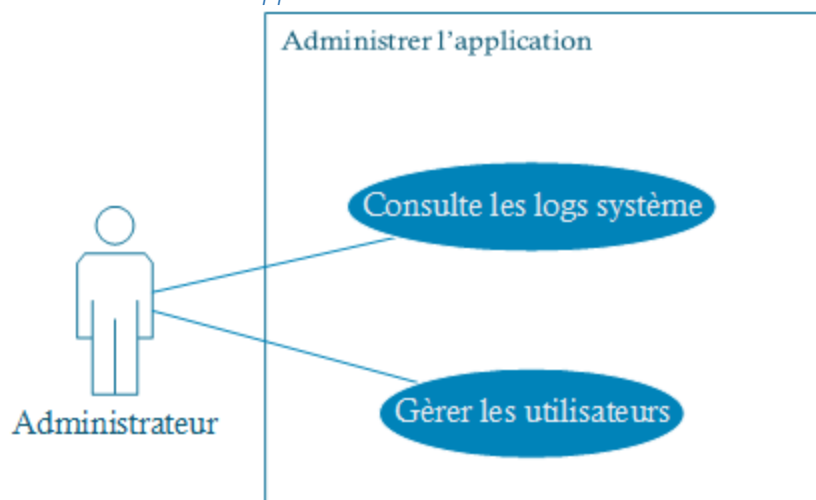 Administrer l'application
Consulte les logs système
Gèrer les utilisateurs
Administrateur